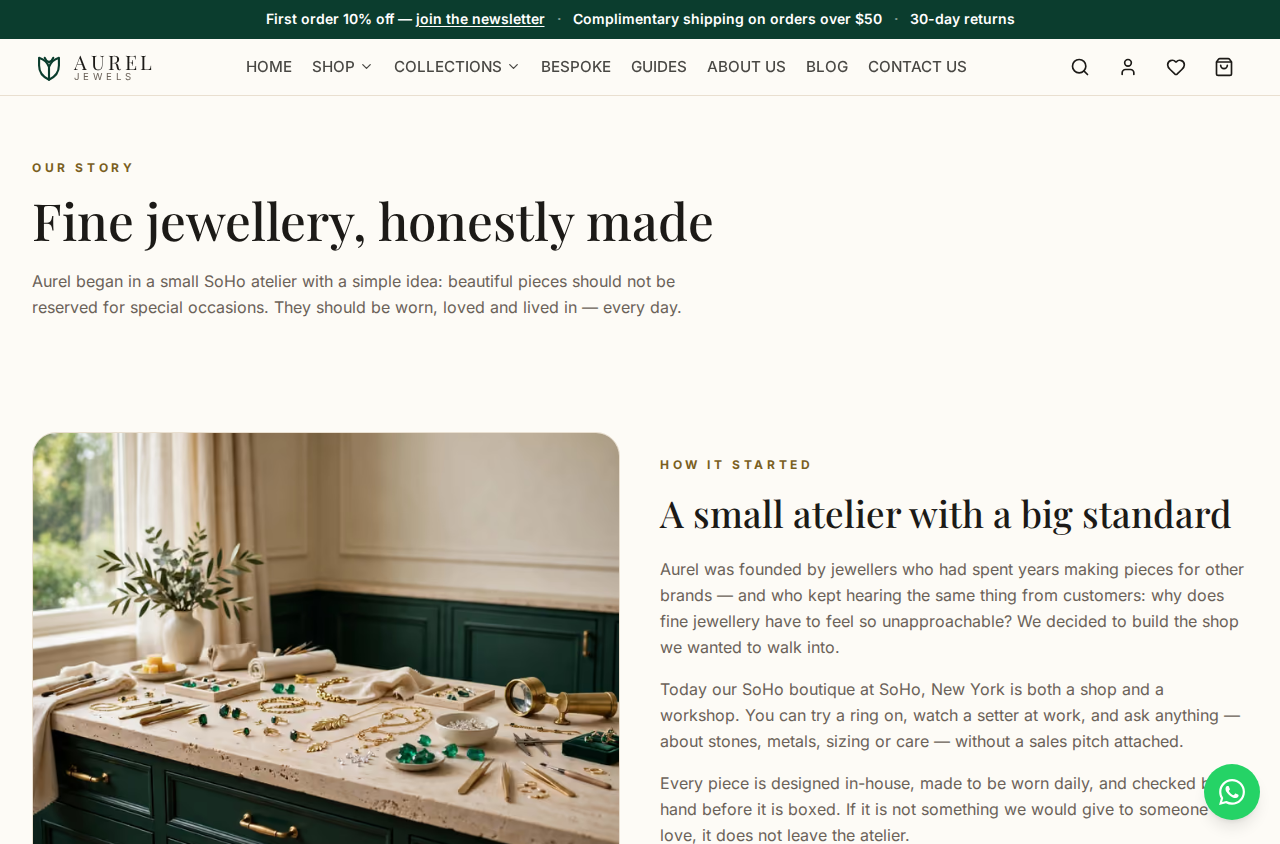 First order 10% off — join the newsletter · Complimentary shipping on orders over $50 · 30-day returns
AUREL
JEWELS
HOME SHOP COLLECTIONS BESPOKE GUIDES ABOUT US BLOG CONTACT US
OUR STORY
Fine jewellery, honestly made
Aurel began in a small SoHo atelier with a simple idea: beautiful pieces should not be
reserved for special occasions. They should be worn, loved and lived in — every day.
HOW IT STARTED
A small atelier with a big standard
Aurel was founded by jewellers who had spent years making pieces for other
brands — and who kept hearing the same thing from customers: why does
fine jewellery have to feel so unapproachable? We decided to build the shop
we wanted to walk into.
Today our SoHo boutique at SoHo, New York is both a shop and a
workshop. You can try a ring on, watch a setter at work, and ask anything —
about stones, metals, sizing or care — without a sales pitch attached.
Every piece is designed in-house, made to be worn daily, and checked
hand before it is boxed. If it is not something we would give to someone
love, it does not leave the atelier.